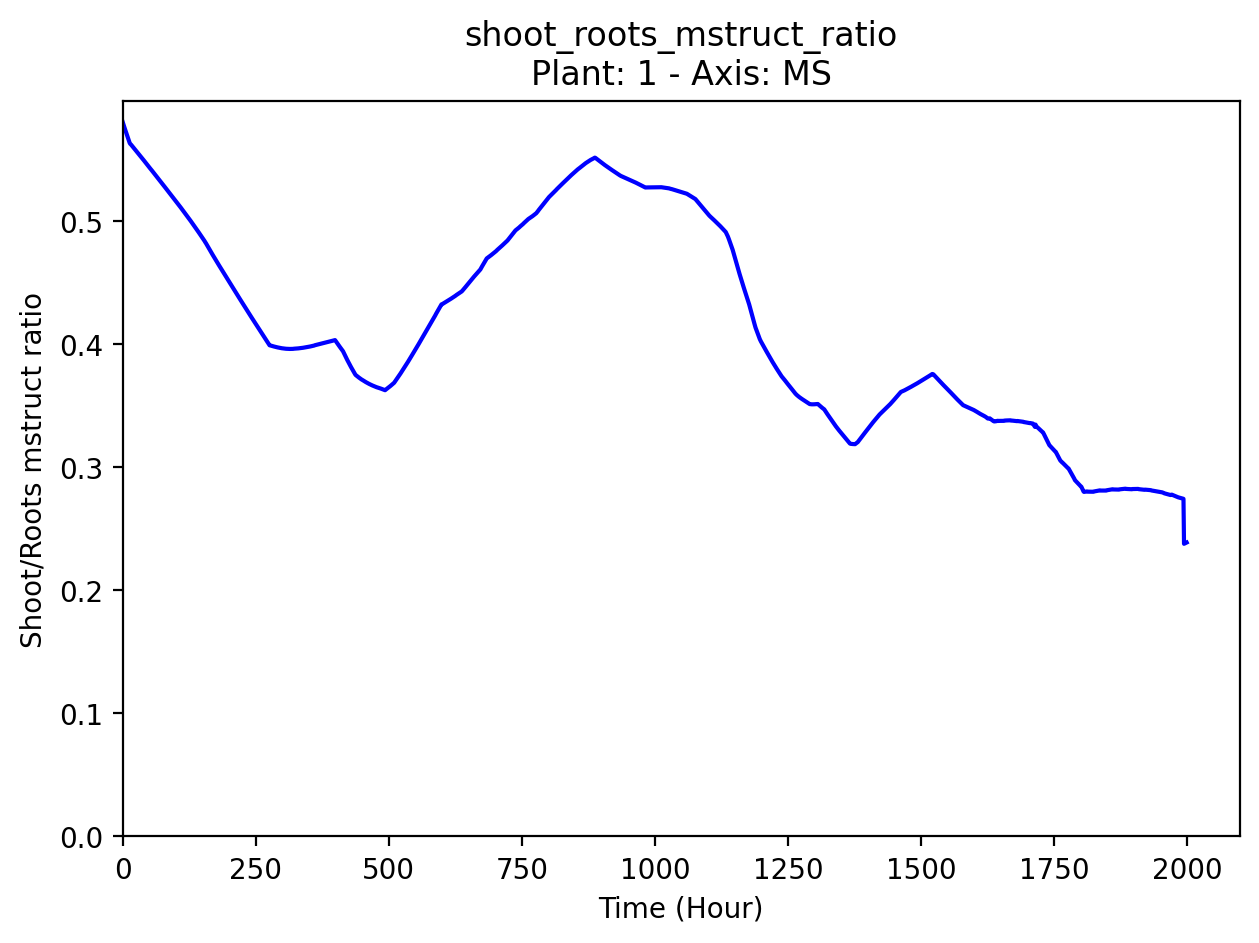 shoot_roots_mstruct_ratio
Plant: 1 - Axis: MS
Shoot/Roots mstruct ratio
0.5
0.4
0.3
0.2
0.1
0.0
0 250 500 750 1000 1250 1500 1750 2000
Time (Hour)